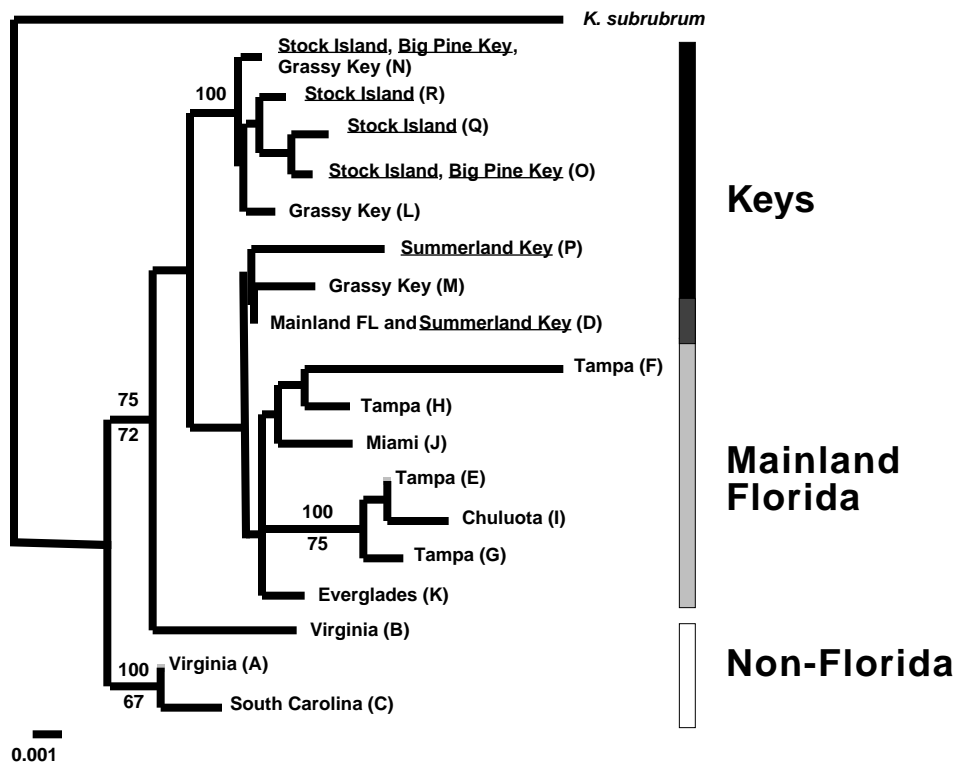 K. subrubrum
Stock Island, Big Pine Key,
Grassy Key (N)
100
Stock Island (R)
Stock Island (Q)
Stock Island, Big Pine Key (O)
Grassy Key (L)
Keys
Summerland Key (P)
Grassy Key (M)
Mainland FL and Summerland Key (D)
Tampa (F)
75
72
Tampa (H)
Miami (J)
Mainland
Florida
Tampa (E)
100
75
Chuluota (I)
Tampa (G)
Everglades (K)
Virginia (B)
Non-Florida
100
67
Virginia (A)
South Carolina (C)
0.001